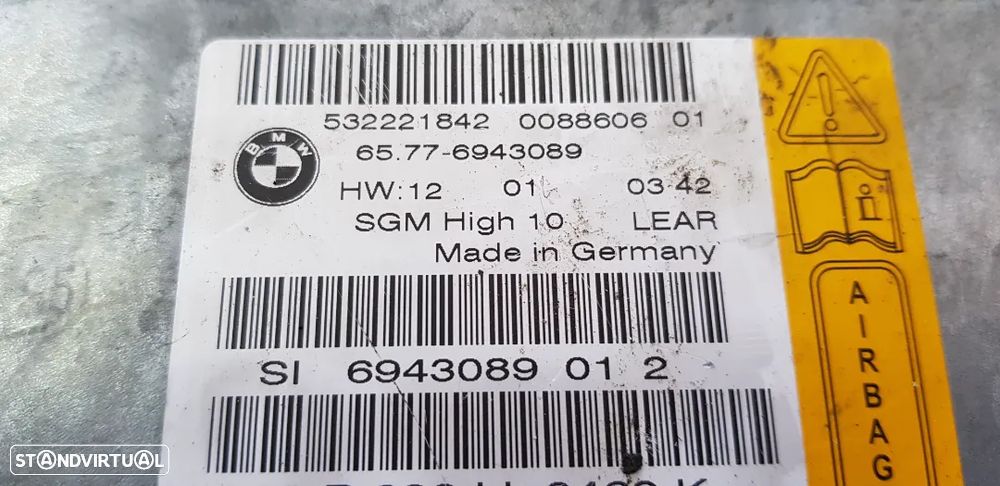 532221842 0088606 01
BMW
65.77-6943089
HW:12 01 03 42
SGM High 10 LEAR
Made in Germany
SI 6943089 01 2
AIRBAG
STANDVIRTUAL